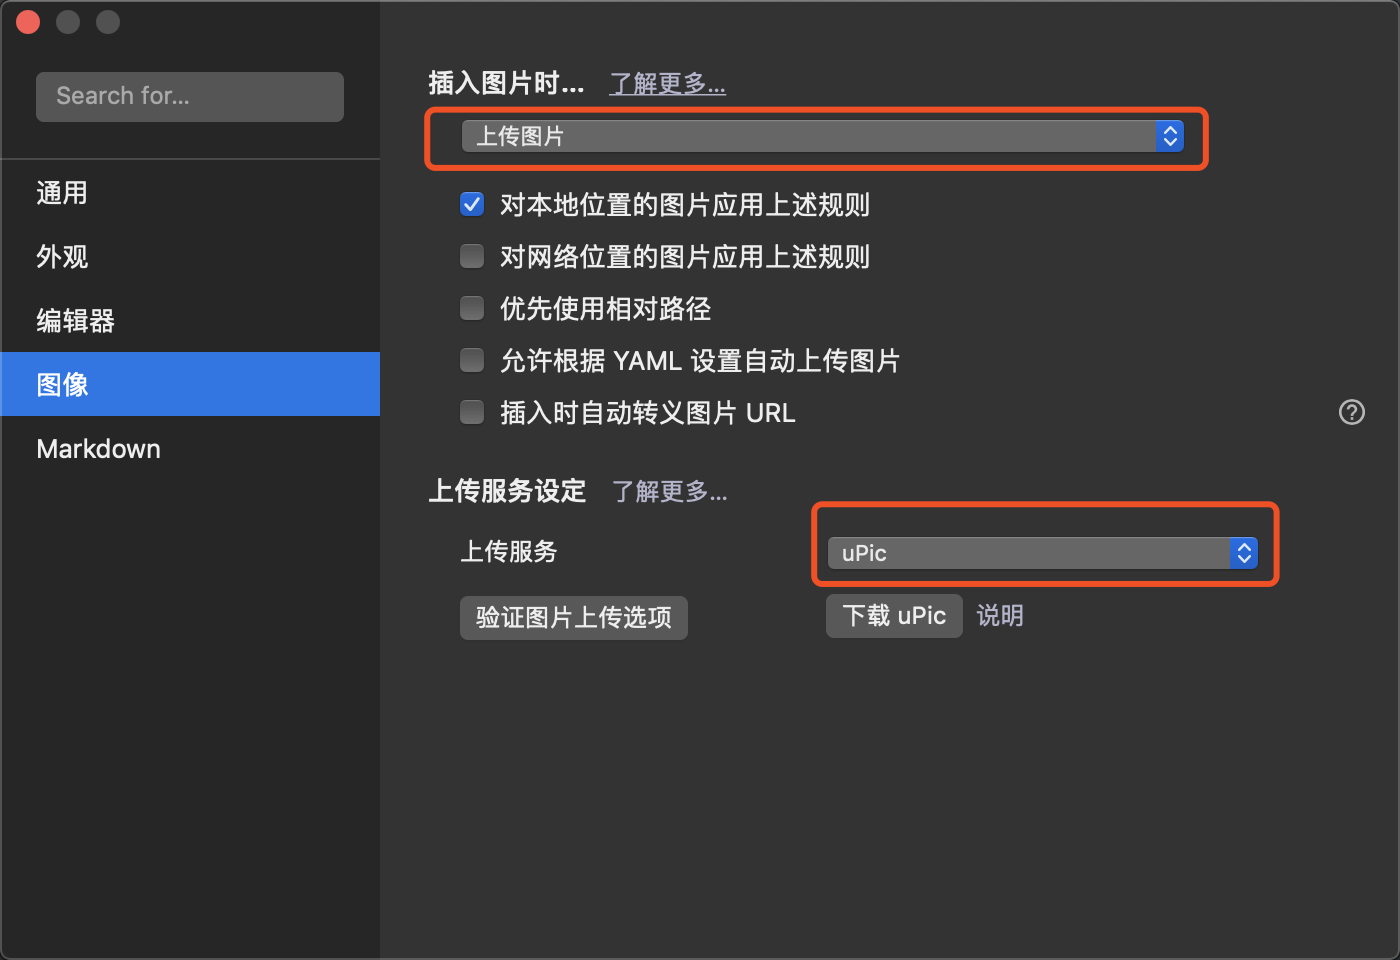 Search for...
通用
外观
编辑器
图像
Markdown
插入图片时... 了解更多...
上传图片
对本地位置的图片应用上述规则
对网络位置的图片应用上述规则
优先使用相对路径
允许根据 YAML 设置自动上传图片
插入时自动转义图片 URL
上传服务设定 了解更多...
上传服务 uPic
验证图片上传选项 下载 uPic 说明